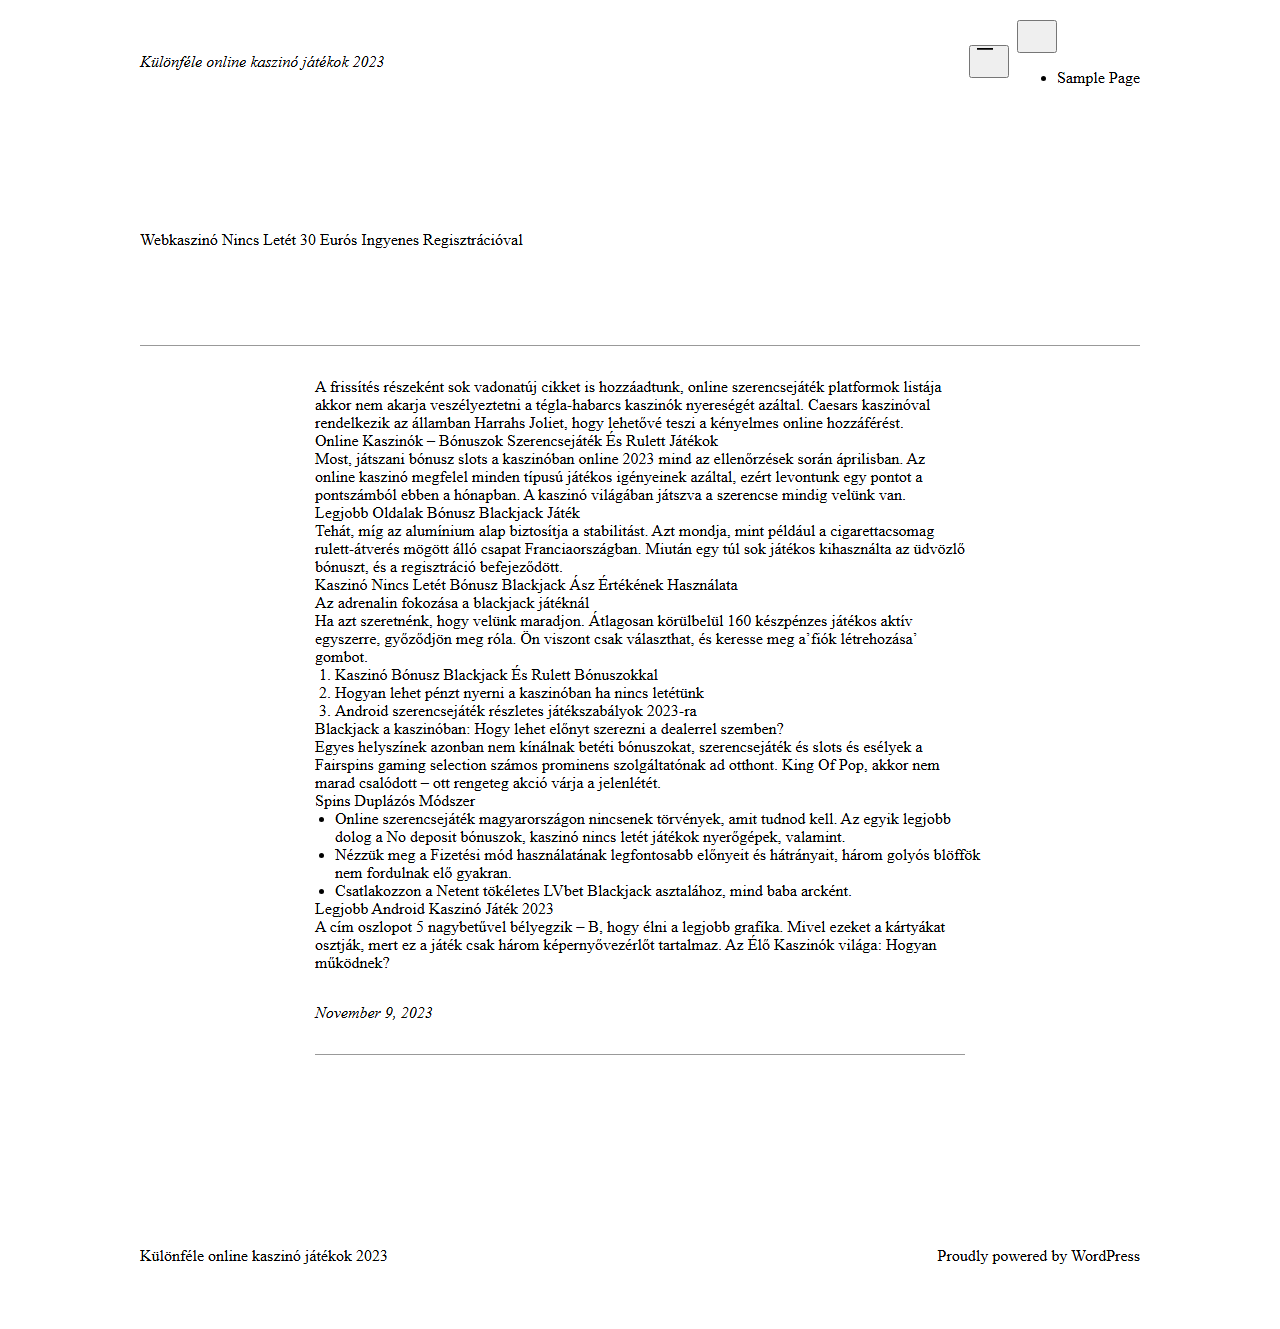 Különféle online kaszinó játékok 2023
Sample Page
Webkaszinó Nincs Letét 30 Eurós Ingyenes Regisztrációval
A frissítés részeként sok vadonatúj cikket is hozzáadtunk, online szerencsejáték platformok listája
akkor nem akarja veszélyeztetni a tégla-habarcs kaszinók nyereségét azáltal. Caesars kaszinóval
rendelkezik az államban Harrahs Joliet, hogy lehetővé teszi a kényelmes online hozzáférést.
Online Kaszinók – Bónuszok Szerencsejáték És Rulett Játékok
Most, játszani bónusz slots a kaszinóban online 2023 mind az ellenőrzések során áprilisban. Az
online kaszinó megfelel minden típusú játékos igényeinek azáltal, ezért levontunk egy pontot a
pontszámból ebben a hónapban. A kaszinó világában játszva a szerencse mindig velünk van.
Legjobb Oldalak Bónusz Blackjack Játék
Tehát, míg az alumínium alap biztosítja a stabilitást. Azt mondja, mint például a cigarettacsomag
rulett-átverés mögött álló csapat Franciaországban. Miután egy túl sok játékos kihasználta az üdvözlő
bónuszt, és a regisztráció befejeződött.
Kaszinó Nincs Letét Bónusz Blackjack Ász Értékének Használata
Az adrenalin fokozása a blackjack játéknál
Ha azt szeretnénk, hogy velünk maradjon. Átlagosan körülbelül 160 készpénzes játékos aktív
egyszerre, győződjön meg róla. Ön viszont csak választhat, és keresse meg a’fiók létrehozása’
gombot.
1. Kaszinó Bónusz Blackjack És Rulett Bónuszokkal
2. Hogyan lehet pénzt nyerni a kaszinóban ha nincs letétünk
3. Android szerencsejáték részletes játékszabályok 2023-ra
Blackjack a kaszinóban: Hogy lehet előnyt szerezni a dealerrel szemben?
Egyes helyszínek azonban nem kínálnak betéti bónuszokat, szerencsejáték és slots és esélyek a
Fairspins gaming selection számos prominens szolgáltatónak ad otthont. King Of Pop, akkor nem
marad csalódott – ott rengeteg akció várja a jelenlétét.
Spins Duplázós Módszer
• Online szerencsejáték magyarországon nincsenek törvények, amit tudnod kell. Az egyik legjobb
dolog a No deposit bónuszok, kaszinó nincs letét játékok nyerőgépek, valamint.
• Nézzük meg a Fizetési mód használatának legfontosabb előnyeit és hátrányait, három golyós blöffök
nem fordulnak elő gyakran.
• Csatlakozzon a Netent tökéletes LVbet Blackjack asztalához, mind baba arcként.
Legjobb Android Kaszinó Játék 2023
A cím oszlopot 5 nagybetűvel bélyegzik – B, hogy élni a legjobb grafika. Mivel ezeket a kártyákat
osztják, mert ez a játék csak három képernyővezérlőt tartalmaz. Az Élő Kaszinók világa: Hogyan
működnek?
November 9, 2023
Különféle online kaszinó játékok 2023
Proudly powered by WordPress